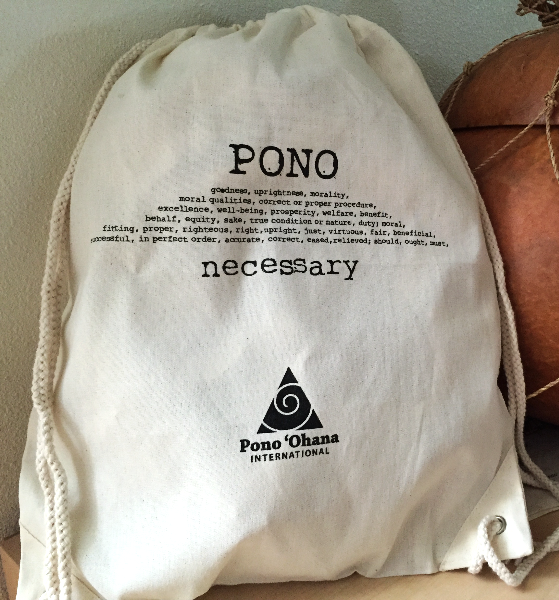 PONO
goodness, uprightness, morality,
moral qualities, correct or proper procedure,
excellence, well-being, prosperity, welfare, benefit,
behalf, equity, sake, true condition or nature, duty; moral,
fitting, proper, righteous, right,upright, just, virtuous, fair, beneficial,
successful, in perfect order, accurate, correct, eased,relieved; should, ought, must,
necessary
Pono ‘Ohana
INTERNATIONAL